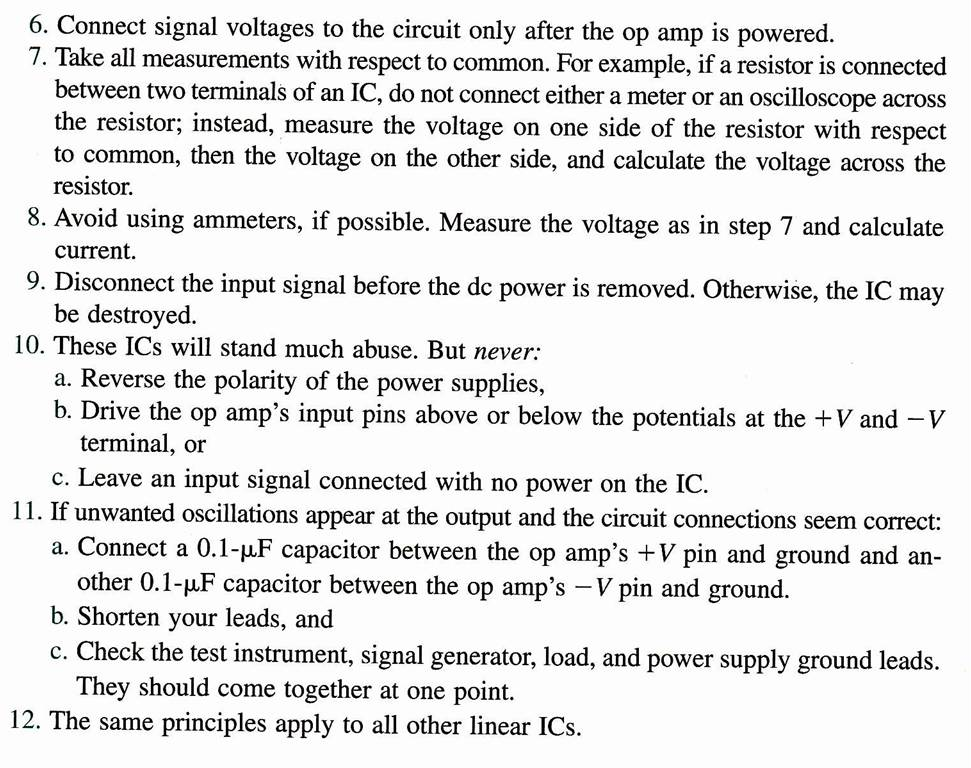 6. Connect signal voltages to the circuit only after the op amp is powered.
7. Take all measurements with respect to common. For example, if a resistor is connected
between two terminals of an IC, do not connect either a meter or an oscilloscope across
the resistor; instead, measure the voltage on one side of the resistor with respect
to common, then the voltage on the other side, and calculate the voltage across the
resistor.
8. Avoid using ammeters, if possible. Measure the voltage as in step 7 and calculate
current.
9. Disconnect the input signal before the dc power is removed. Otherwise, the IC may
be destroyed.
10. These ICs will stand much abuse. But never:
a. Reverse the polarity of the power supplies,
b. Drive the op amp's input pins above or below the potentials at the +V and −V
terminal, or
c. Leave an input signal connected with no power on the IC.
11. If unwanted oscillations appear at the output and the circuit connections seem correct:
a. Connect a 0.1-μF capacitor between the op amp's +V pin and ground and an-
other 0.1-μF capacitor between the op amp's −V pin and ground.
b. Shorten your leads, and
c. Check the test instrument, signal generator, load, and power supply ground leads.
They should come together at one point.
12. The same principles apply to all other linear ICs.